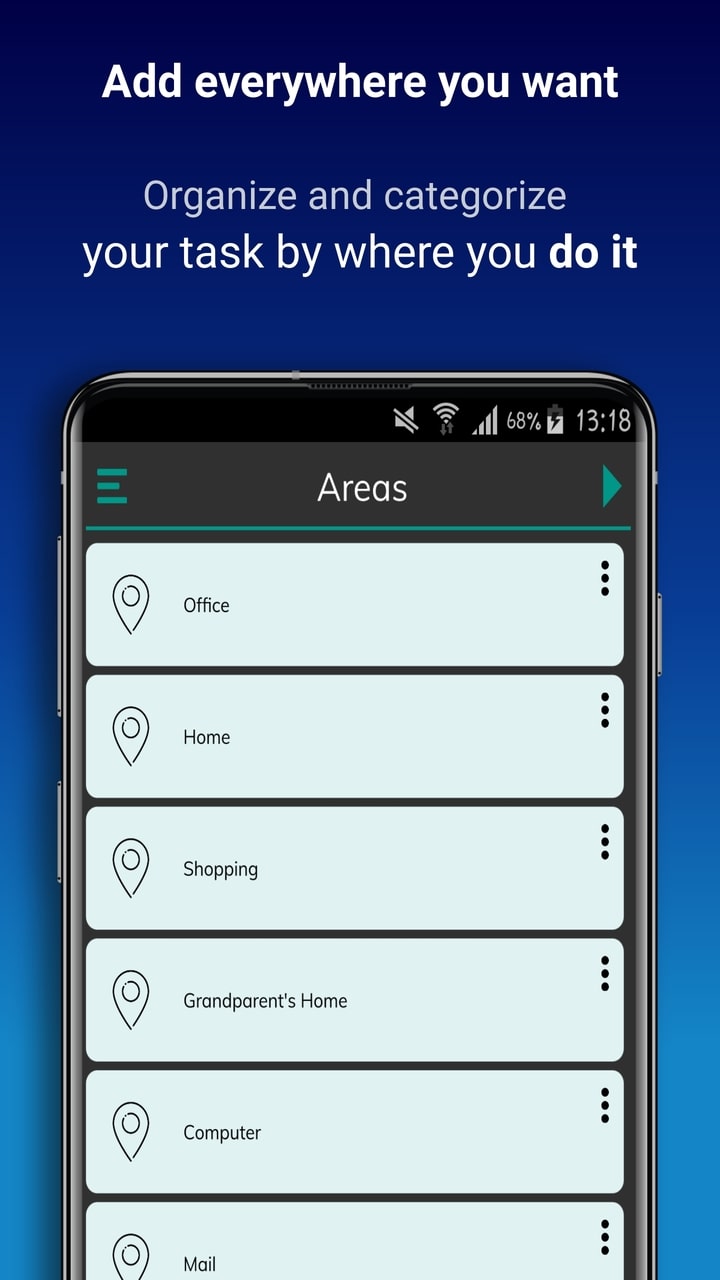 Add everywhere you want
Organize and categorize
your task by where you do it
68% 13:18
Areas
Office
Home
Shopping
Grandparent's Home
Computer
Mail